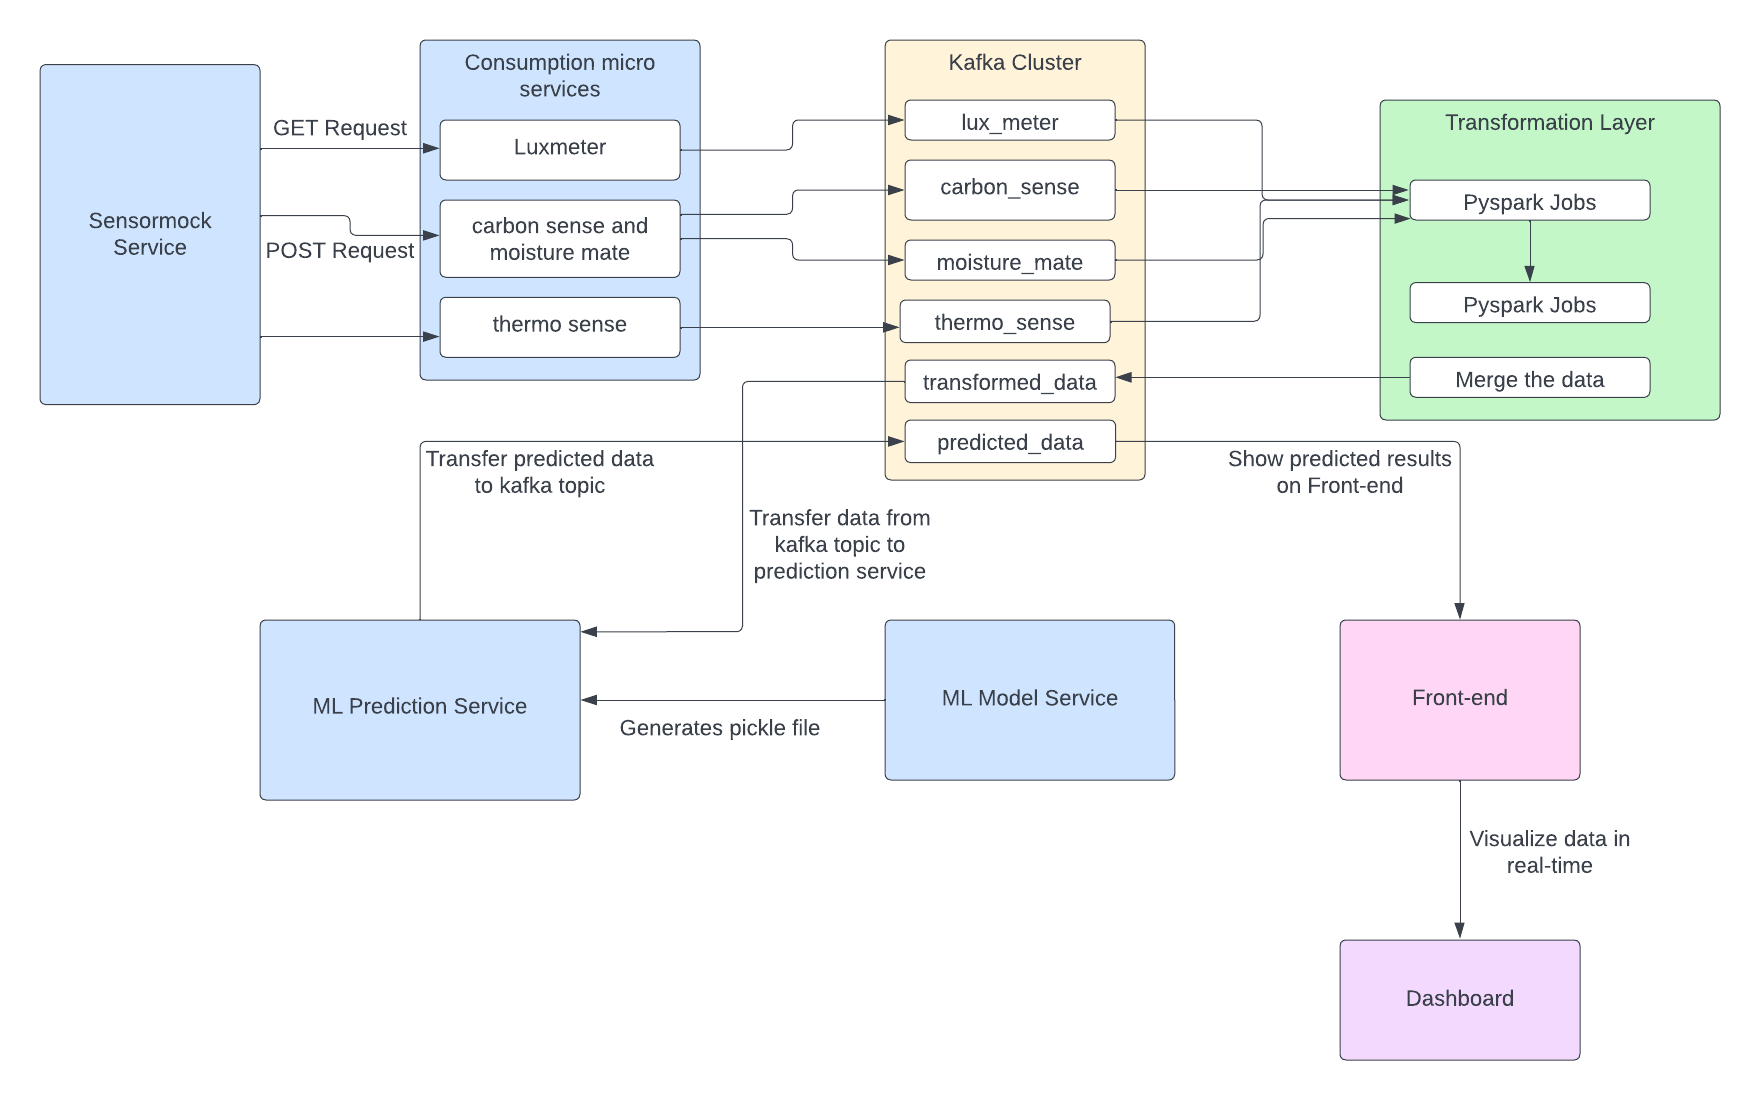 Sensormock
Service
GET Request
POST Request
Consumption micro
services
Luxmeter
carbon sense and
moisture mate
thermo sense
Kafka Cluster
lux_meter
carbon_sense
moisture_mate
thermo_sense
transformed_data
predicted_data
Transformation Layer
Pyspark Jobs
Pyspark Jobs
Merge the data
Transfer predicted data
to kafka topic
Transfer data from
kafka topic to
prediction service
Show predicted results
on Front-end
ML Prediction Service
Generates pickle file
ML Model Service
Front-end
Visualize data in
real-time
Dashboard